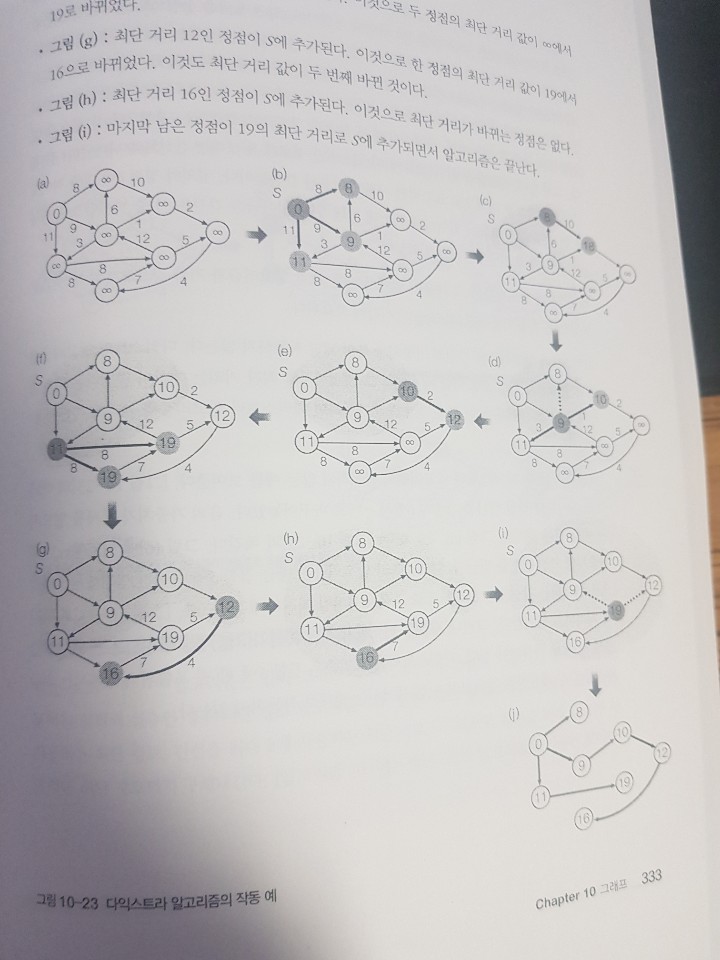 19로 바뀌었다.
이것으로 두 정점의 최단 거리 값이 ∞에서
• 그림 (g) : 최단 거리 12인 정점이 S에 추가된다. 이것으로 한 정점의 최단 거리 값이 19에서
16으로 바뀌었다. 이것도 최단 거리 값이 두 번째 바뀐 것이다.
• 그림 (h) : 최단 거리 16인 정점이 S에 추가된다. 이것으로 최단 거리가 바뀌는 정점은 없다.
• 그림 (i) : 마지막 남은 정점이 19의 최단 거리로 S에 추가되면서 알고리즘은 끝난다.
(a)
8 ∞ 10
0 9 6 ∞ 2
11 3 ∞ 1 12 5 ∞
∞ 8 ∞
8 ∞ 7 4
(b)
S
8 8 10
0 9 6 ∞ 2
11 3 9 1 12 5 ∞
11 8 ∞
8 ∞ 7 4
(c)
S
8 10
0 6 18
3 9 1 12 5 ∞
11 8 ∞
8 ∞ 7 4
(f)
S
8
0 10 2
9 12 5 12
11 8 19
8 19 7 4
(e)
S
8
0 10 2
9 12 5 12
11 8 ∞
8 ∞ 7 4
(d)
S
8
0 10 2
3 9 1 12 5 ∞
11 8 ∞
8 ∞ 7 4
(g)
S
8
0 10
9 12 5 12
11 19
16 7 4
(h)
S
8
0 10
9 12 5 12
11 19
16 7
(i)
S
8
0 10
9 12
11 19
16
(j)
8
0 10
9 12
11 19
16
그림 10-23 다익스트라 알고리즘의 작동 예
Chapter 10 그래프 333